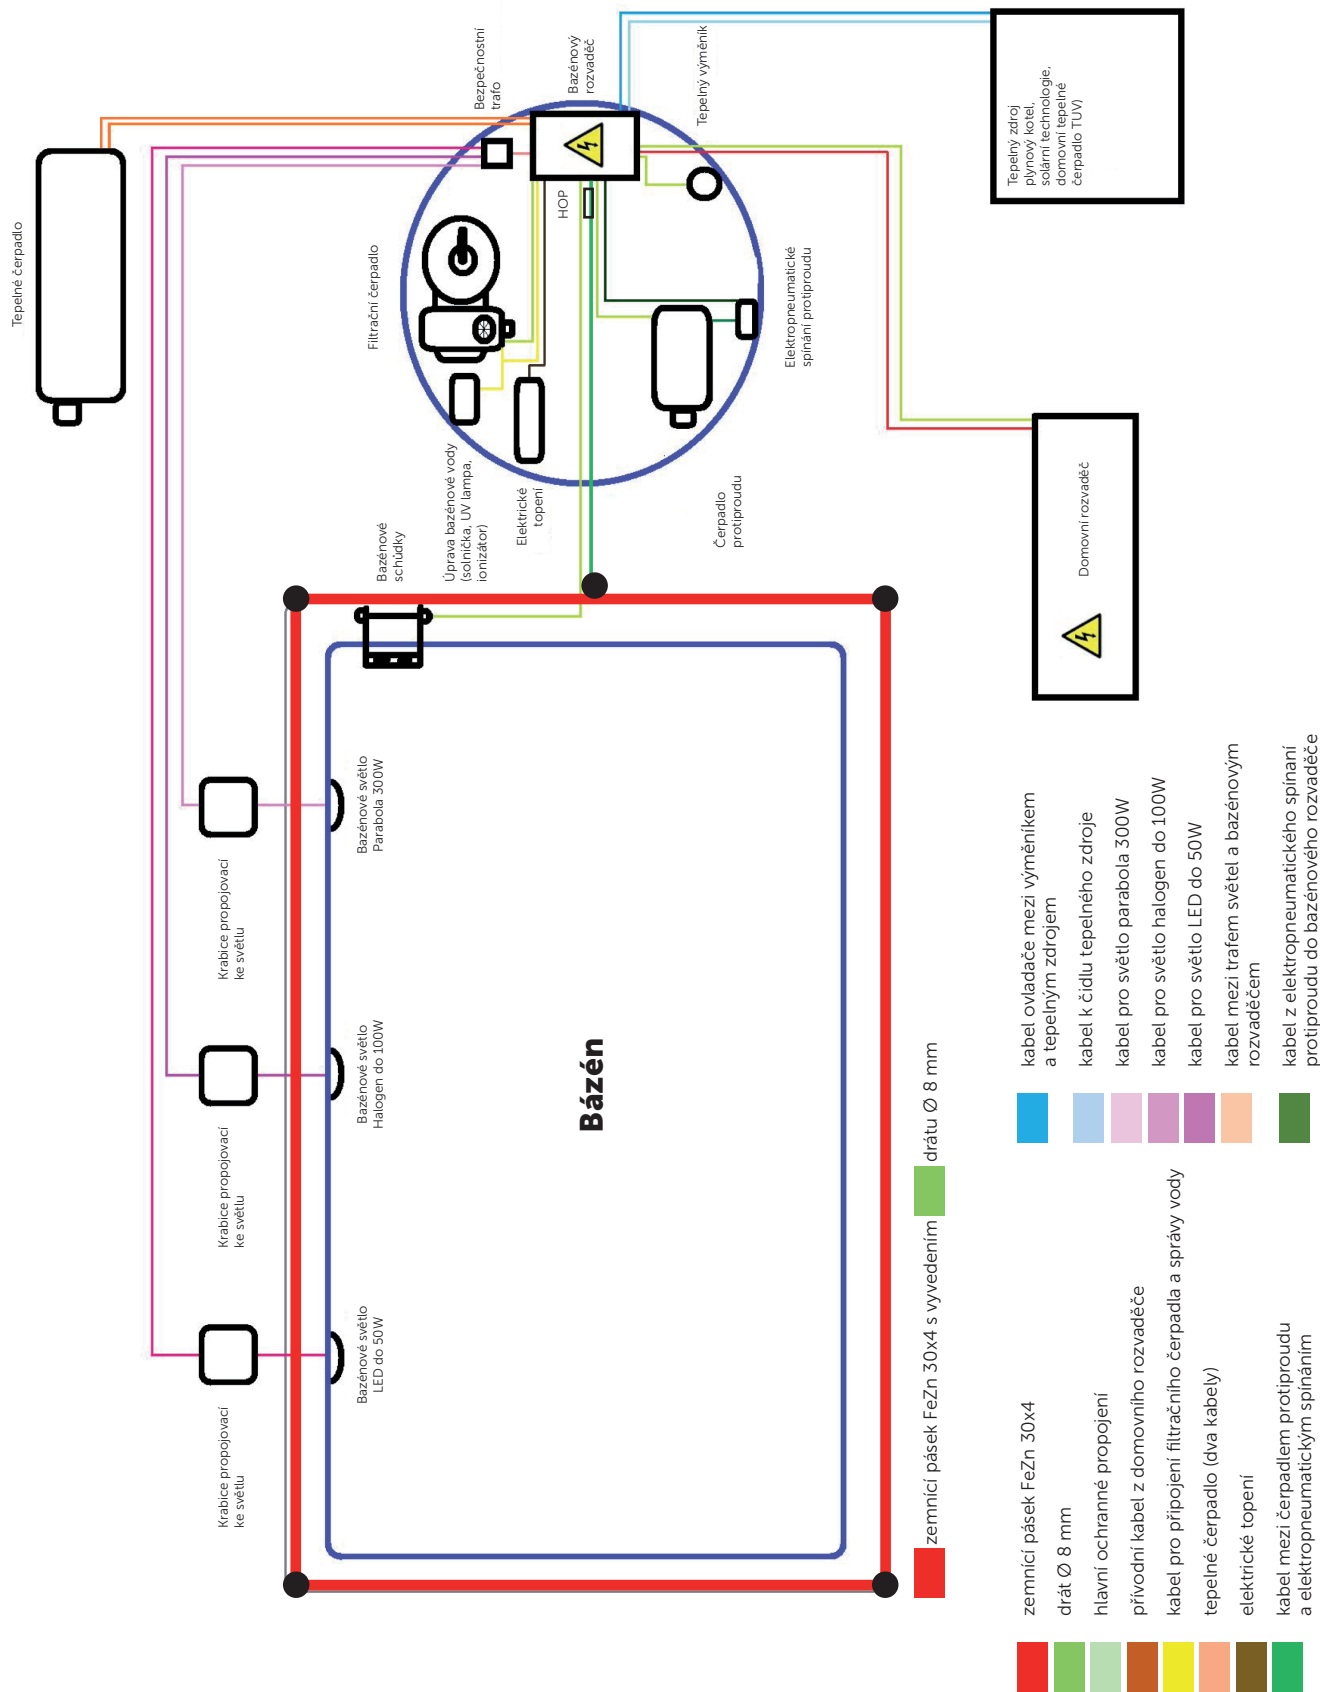 Tepelné čerpadlo
Bezpečnostní
trafo
Bazénový
rozvaděč
Tepelný výměník
Tepelný zdroj
plynový kotel,
solární technologie,
domovní tepelné
čerpadlo TUV)
Filtrační čerpadlo
HOP
Elektropneumatické
spínání protiproudu
Úprava bazénové vody
(solnička, UV lampa,
ionizátor)
Elektrické
topení
Čerpadlo
protiproudu
Bazénové
schůdky
Domovní rozvaděč
Krabice propojovací
ke světlu
Krabice propojovací
ke světlu
Krabice propojovací
ke světlu
Bazénové světlo
Parabola 300W
Bazénové světlo
Halogen do 100W
Bazénové světlo
LED do 50W
Bázén
zemnící pásek FeZn 30x4 s vyvedením
drátu Ø 8 mm
zemnící pásek FeZn 30x4
drát Ø 8 mm
hlavní ochranné propojení
přívodní kabel z domovního rozvaděče
kabel pro připojení filtračního čerpadla a správy vody
tepelné čerpadlo (dva kabely)
elektrické topení
kabel mezi čerpadlem protiproudu
a elektropneumatickým spínáním
kabel ovladače mezi výměníkem
a tepelným zdrojem
kabel k čidlu tepelného zdroje
kabel pro světlo parabola 300W
kabel pro světlo halogen do 100W
kabel pro světlo LED do 50W
kabel mezi trafem světel a bazénovým
rozvaděčem
kabel z elektropneumatického spínaní
protiproudu do bazénového rozvaděče